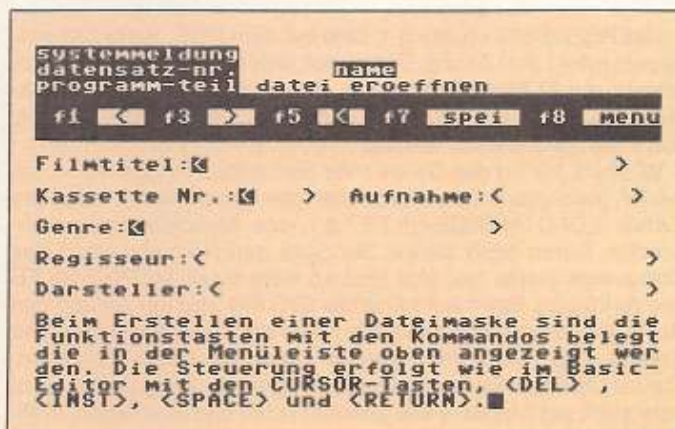 systemmeldung
datensatz-nr. name
programm-teil datei eroeffnen
f1 < f3 > f5 < f7 spei f8 menu
Filmtitel:< >
Kassette Nr.:< > Aufnahme:< >
Genre:< >
Regisseur:< >
Darsteller:< >
Beim Erstellen einer Dateimaske sind die
Funktionstasten mit den Kommandos belegt
die in der Menüleiste oben angezeigt wer
den. Die Steuerung erfolgt wie im Basic-
Editor mit den CURSOR-Tasten, <DEL> ,
<INST>, <SPACE> und <RETURN>.